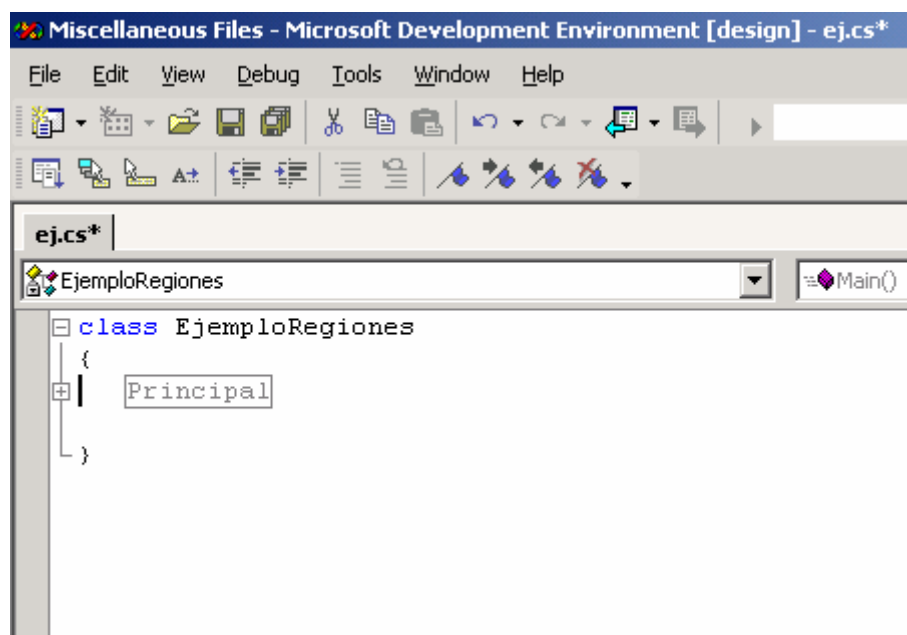 Miscellaneous Files - Microsoft Development Environment [design] - ej.cs*
File Edit View Debug Tools Window Help
ej.cs*
EjemploRegiones Main()
class EjemploRegiones
{
Principal
}